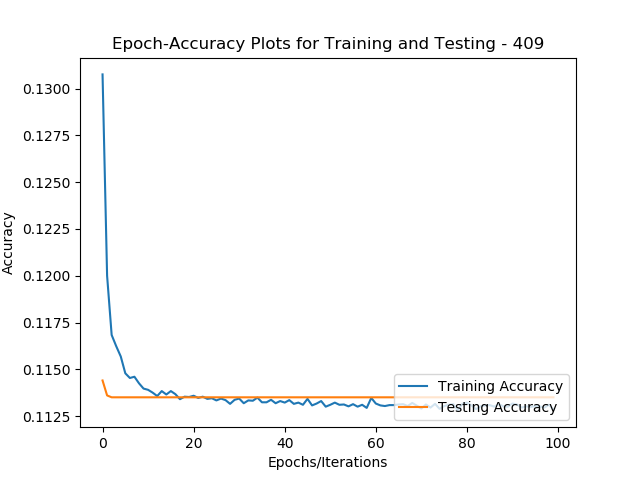 Epoch-Accuracy Plots for Training and Testing - 409
0.1300
0.1275
0.1250
0.1225
0.1200
0.1175
0.1150
0.1125
Accuracy
Training Accuracy
Testing Accuracy
0 20 40 60 80 100
Epochs/Iterations